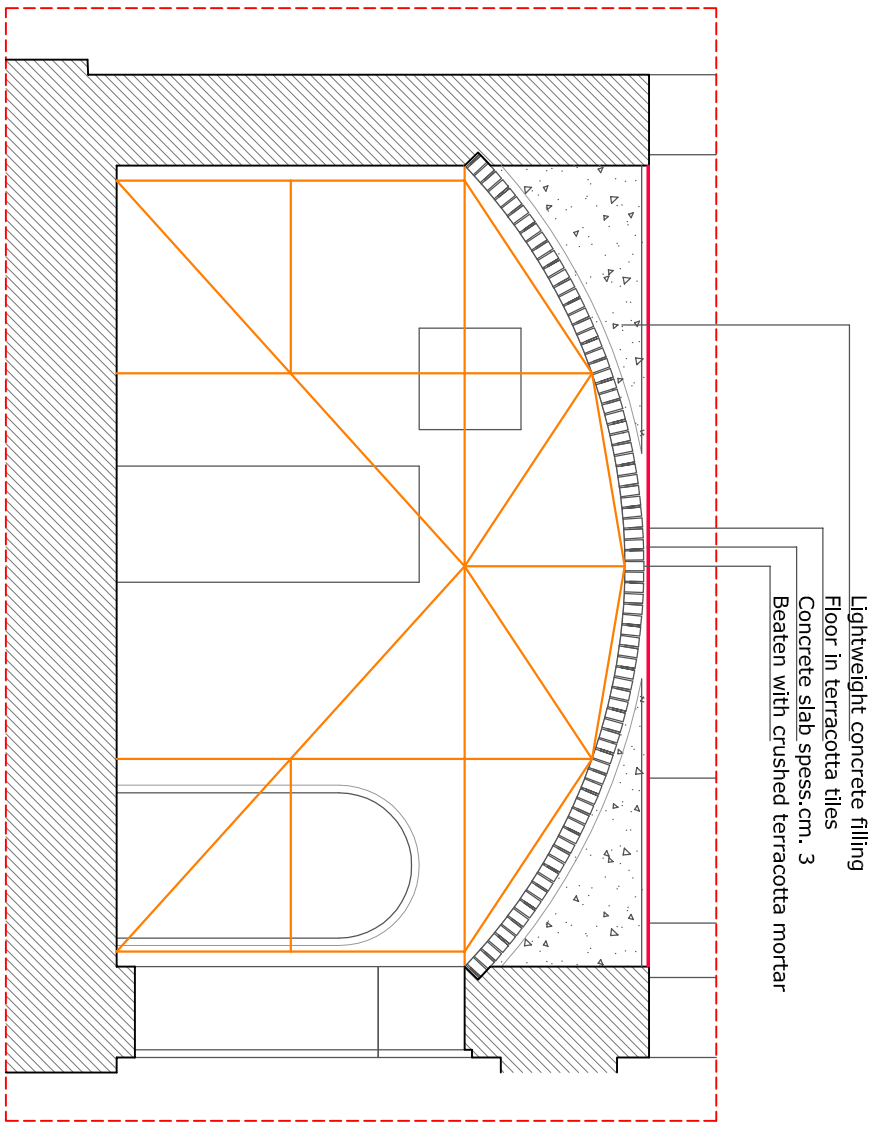 Lightweight concrete filling
Floor in terracotta tiles
Concrete slab spess.cm. 3
Beaten with crushed terracotta mortar